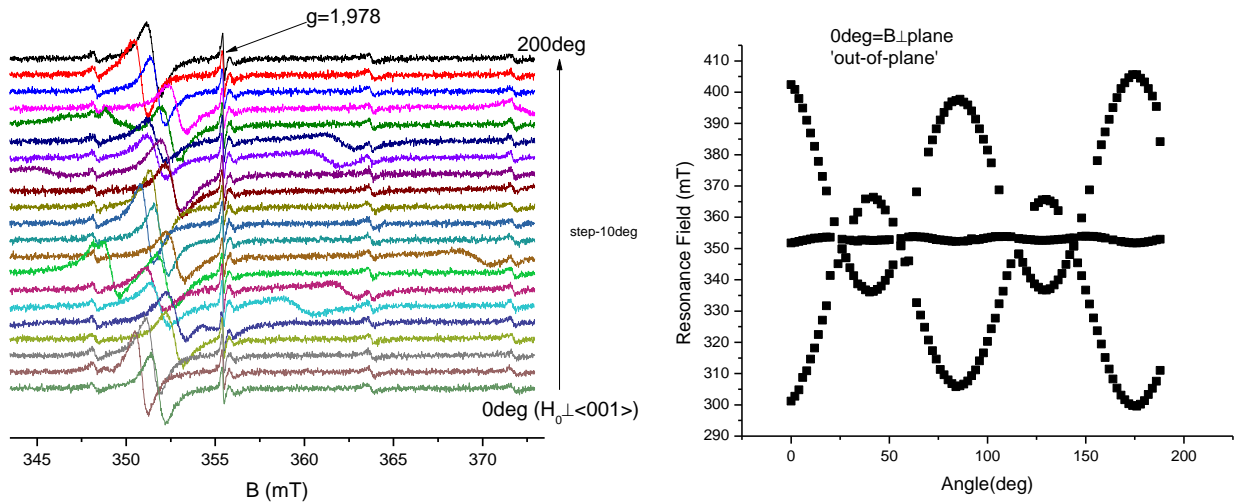 g=1,978
200deg
step-10deg
0deg (H₀⊥<001>)
345 350 355 360 365 370
B (mT)
0deg=B⊥plane
'out-of-plane'
410
400
390
380
370
360
350
340
330
320
310
300
290
Resonance Field (mT)
0 50 100 150 200
Angle(deg)